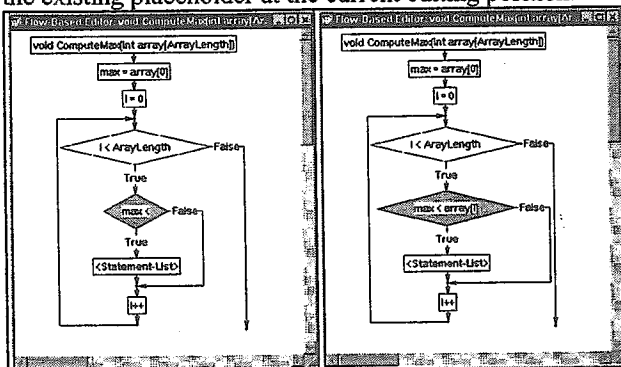 the existing placeholder at the current editing position.
Flow Based Editor: void ComputeMax(int array[Ar..
void ComputeMax(int array[ArrayLength])
max = array[0]
i = 0
i < ArayLength
False
True
max <
False
True
<Statement-List>
i++
Flow Based Editor: void ComputeMax(int array[Ar..
void ComputeMax(int array[ArrayLength])
max = array[0]
i = 0
i < ArayLength
False
True
max < array[i]
False
True
<Statement-List>
i++